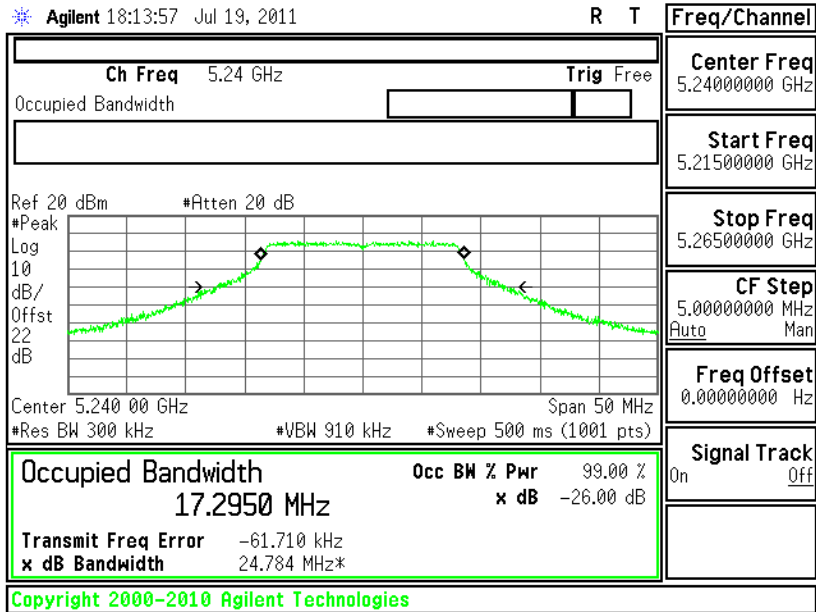 Agilent 18:13:57 Jul 19, 2011 R T
Freq/Channel
Ch Freq 5.24 GHz Trig Free
Occupied Bandwidth
Center Freq
5.24000000 GHz
Start Freq
5.21500000 GHz
Stop Freq
5.26500000 GHz
CF Step
5.00000000 MHz
Auto Man
Freq Offset
0.00000000 Hz
Signal Track
On Off
Ref 20 dBm #Atten 20 dB
#Peak
Log
10
dB/
Offst
22
dB
Center 5.240 00 GHz Span 50 MHz
#Res BW 300 kHz #VBW 910 kHz #Sweep 500 ms (1001 pts)
Occupied Bandwidth
17.2950 MHz
Occ BW % Pwr 99.00 %
x dB -26.00 dB
Transmit Freq Error -61.710 kHz
x dB Bandwidth 24.784 MHz*
Copyright 2000-2010 Agilent Technologies